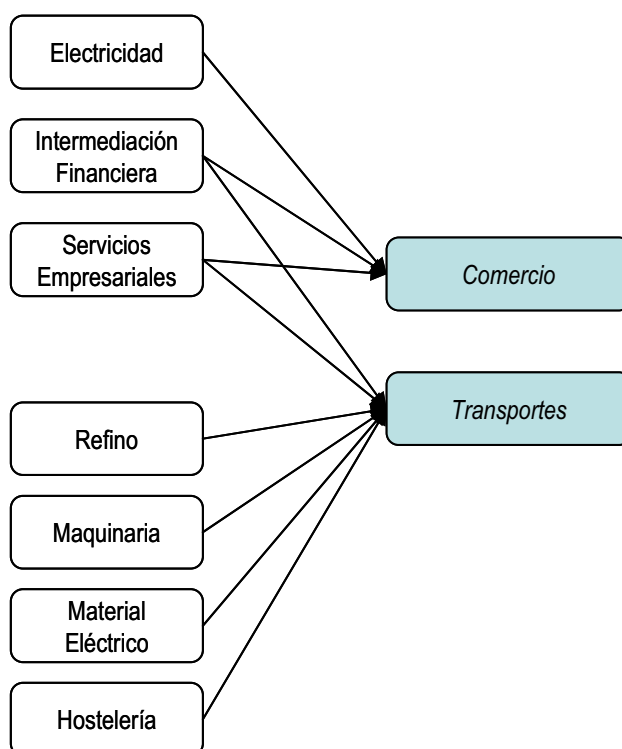 Electricidad
Intermediación
Financiera
Servicios
Empresariales
Comercio
Transportes
Refino
Maquinaria
Material
Eléctrico
Hostelería